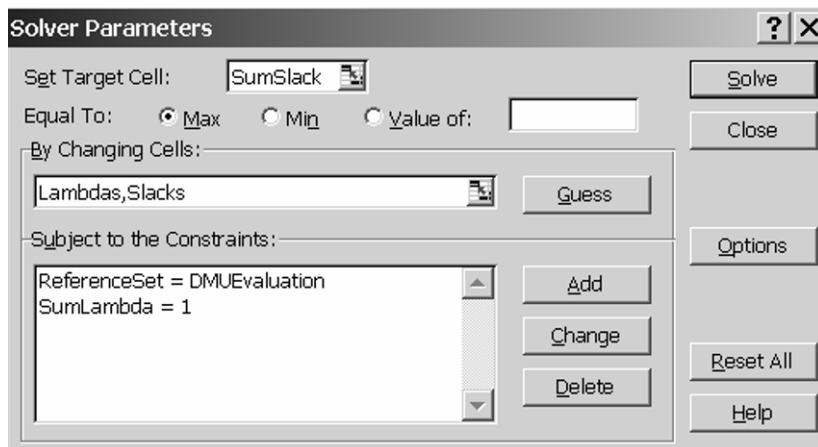 Solver Parameters ? X
Set Target Cell: SumSlack Solve
Equal To: Max Min Value of:
Close
By Changing Cells:
Lambdas,Slacks Guess
Subject to the Constraints: Options
ReferenceSet = DMUEvaluation Add
SumLambda = 1
Change
Reset All
Delete
Help